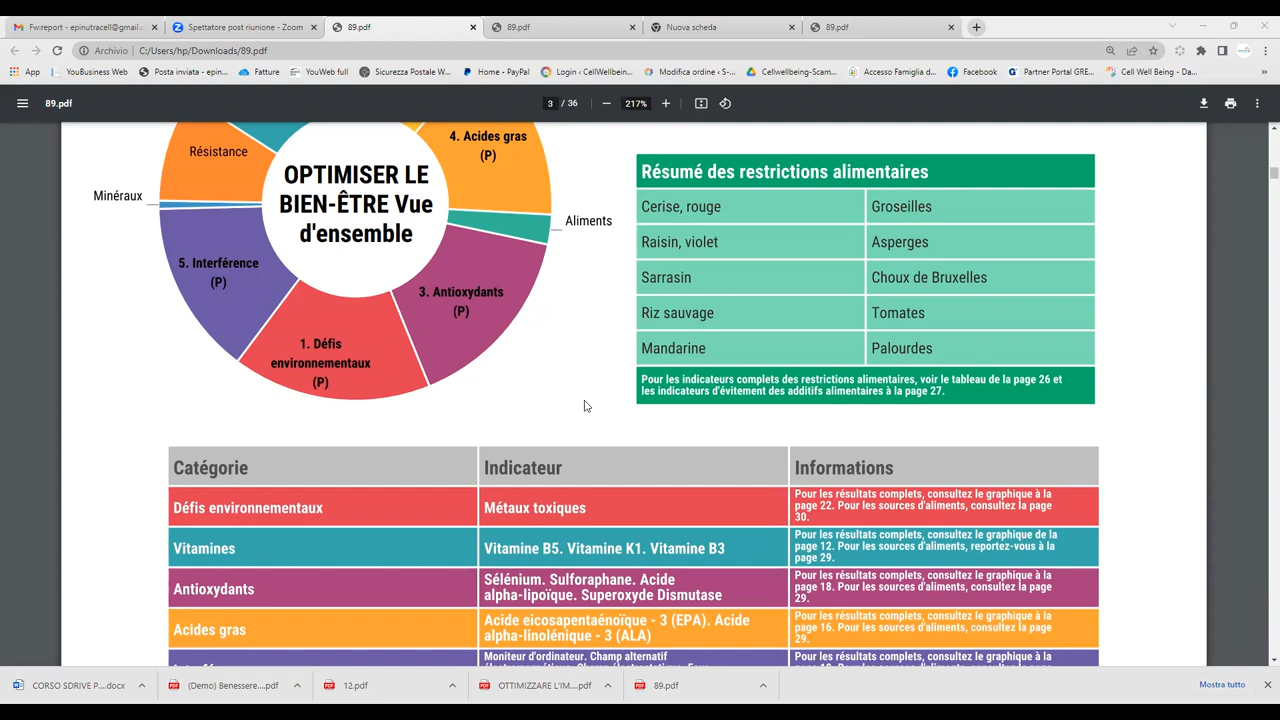 Fw:report - epinutracell@gmail.
Spettatore post riunione - Zoom
89.pdf
89.pdf
Nuova scheda
89.pdf
Archivio
C:/Users/hp/Downloads/89.pdf
App
YouBusiness Web
Posta inviata - epin...
Fatture
YouWeb full
Sicurezza Postale W...
Home - PayPal
Login ‹ CellWellbein...
Modifica ordine ‹ S-...
Cellwellbeing-Scam...
Accesso Famiglia d...
Facebook
Partner Portal GRE...
Cell Well Being - Da...
89.pdf
3 / 36
217%
Résistance
Minéraux
4. Acides gras
(P)
Aliments
OPTIMISER LE
BIEN-ÊTRE Vue
d'ensemble
5. Interférence
(P)
3. Antioxydants
(P)
1. Défis
environnementaux
(P)
Résumé des restrictions alimentaires
Cerise, rouge Groseilles
Raisin, violet Asperges
Sarrasin Choux de Bruxelles
Riz sauvage Tomates
Mandarine Palourdes
Pour les indicateurs complets des restrictions alimentaires, voir le tableau de la page 26 et
les indicateurs d'évitement des additifs alimentaires à la page 27.
Catégorie Indicateur Informations
Défis environnementaux
Métaux toxiques
Pour les résultats complets, consultez le graphique à la
page 22. Pour les sources d'aliments, consultez la page
30.
Vitamines
Vitamine B5. Vitamine K1. Vitamine B3
Pour les résultats complets, consultez le graphique de la
page 12. Pour les sources d'aliments, reportez-vous à la
page 29.
Antioxydants
Sélénium. Sulforaphane. Acide
alpha-lipoïque. Superoxyde Dismutase
Pour les résultats complets, consultez le graphique à la
page 18. Pour les sources d'aliments, consultez la page
29.
Acides gras
Acide eicosapentaénoïque - 3 (EPA). Acide
alpha-linolénique - 3 (ALA)
Pour les résultats complets, consultez le graphique à la
page 16. Pour les sources d'aliments, consultez la page
29.
Moniteur d'ordinateur. Champ alternatif
Pour les résultats complets, consultez le graphique à la
CORSO SDRIVE P....docx
(Demo) Benessere....pdf
12.pdf
OTTIMIZZARE L'IM....pdf
89.pdf
Mostra tutto